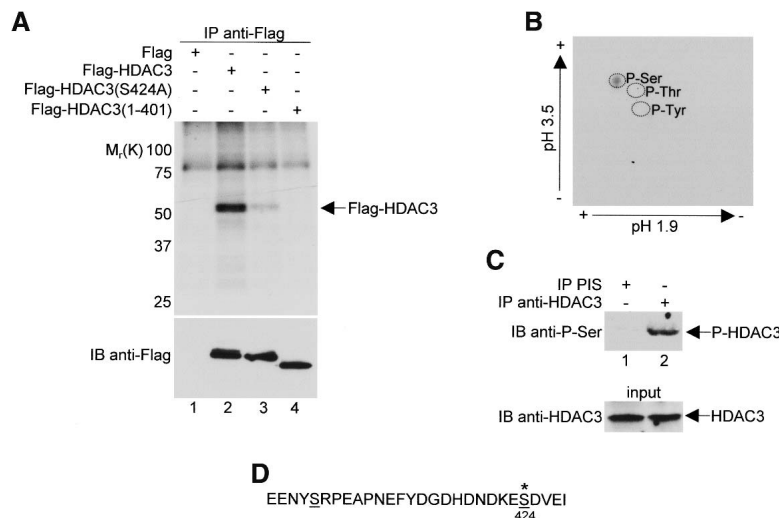 A
IP anti-Flag
Flag + - - -
Flag-HDAC3 - + - -
Flag-HDAC3(S424A) - - + -
Flag-HDAC3(1-401) - - - +
Mr(K) 100
75
50
37
25
Flag-HDAC3
IB anti-Flag
1 2 3 4
B
+
pH 3.5
-
P-Ser
P-Thr
P-Tyr
+ pH 1.9 -
C
IP PIS + -
IP anti-HDAC3 - +
IB anti-P-Ser
P-HDAC3
1 2
input
IB anti-HDAC3
HDAC3
D
*
EENYSRPEAPNEFYDGDHDNDKESDVEI
424